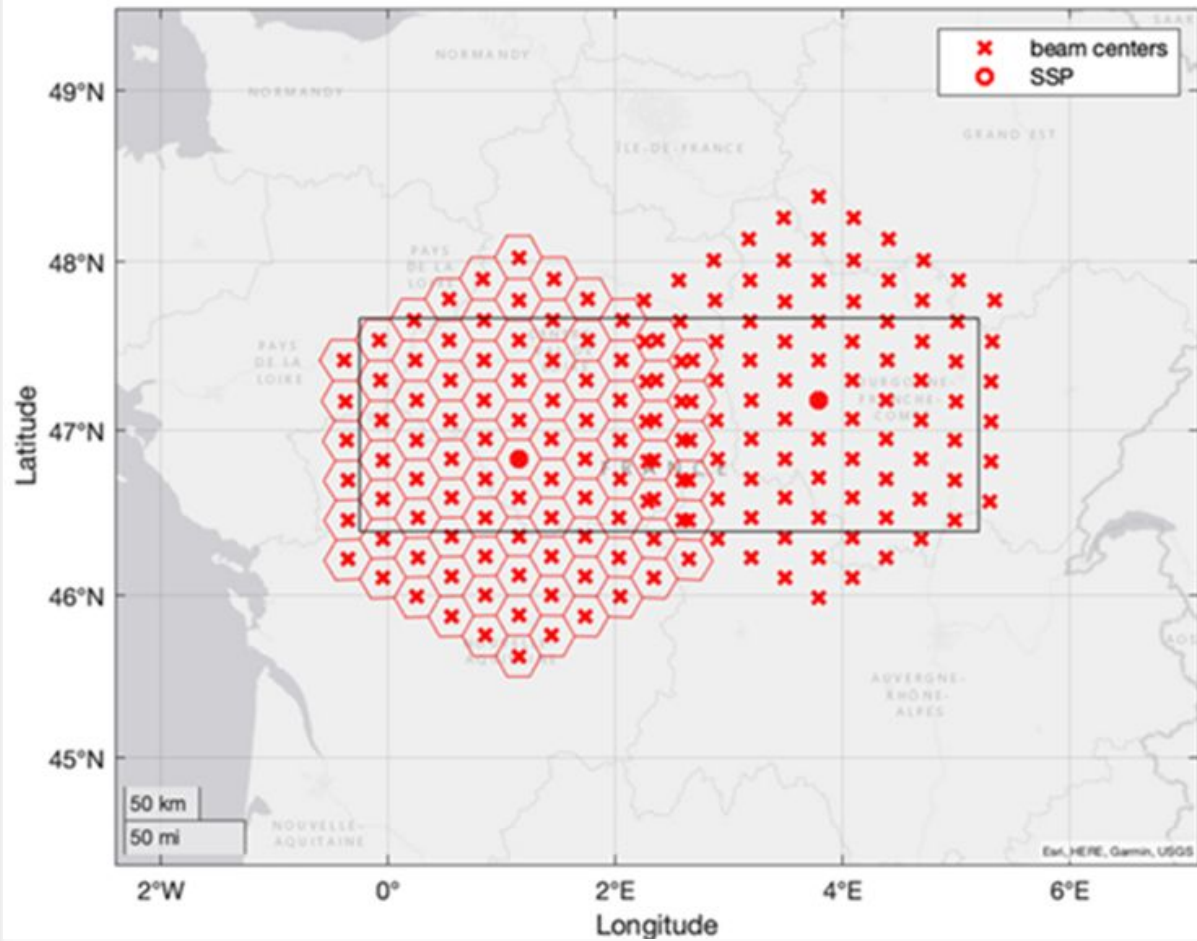 beam centers
SSP
49°N
48°N
47°N
46°N
45°N
Latitude
NORMANDY
NORMANDY
ÎLE-DE-FRANCE
GRAND EST
PAYS
DE LA
LOIRE
PAYS
DE LA
LOIRE
FRANCE
AUVERGNE-
RHÔNE-
ALPES
NOUVELLE-
AQUITAINE
50 km
50 mi
Esri, HERE, Garmin, USGS
2°W
0°
2°E
4°E
6°E
Longitude